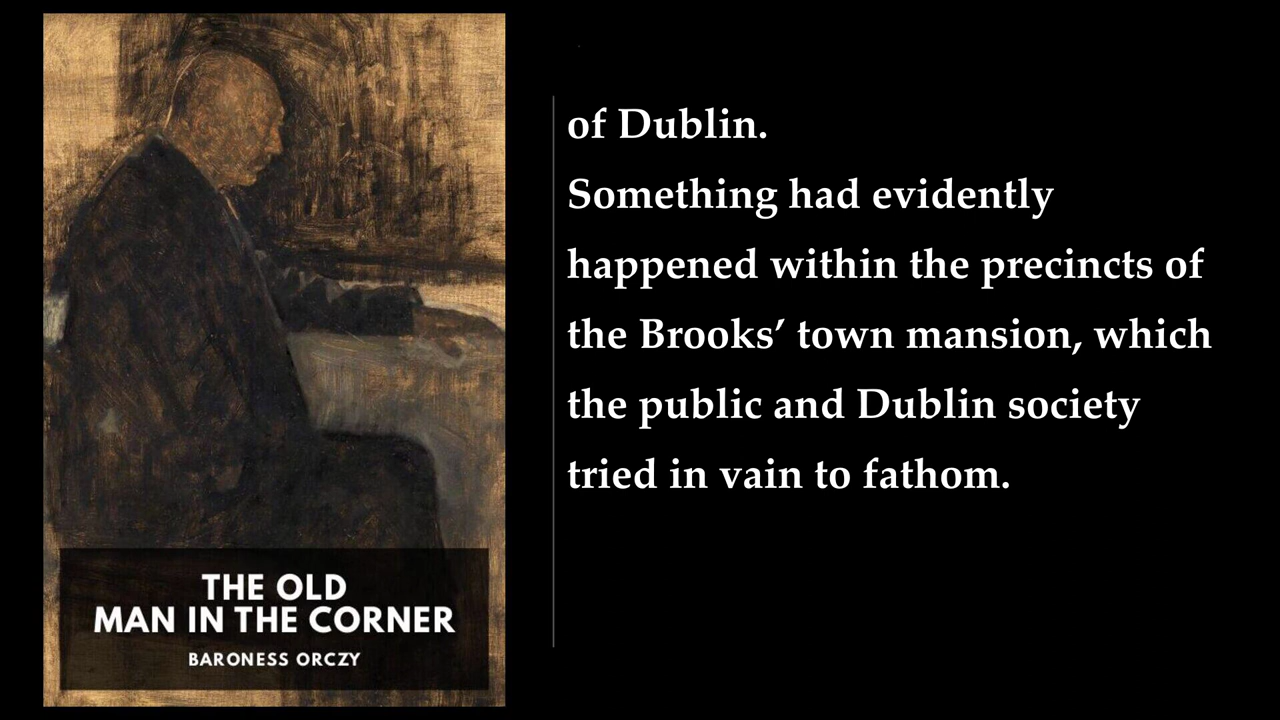 of Dublin.
Something had evidently
happened within the precincts of
the Brooks’ town mansion, which
the public and Dublin society
tried in vain to fathom.
THE OLD
MAN IN THE CORNER
BARONESS ORCZY